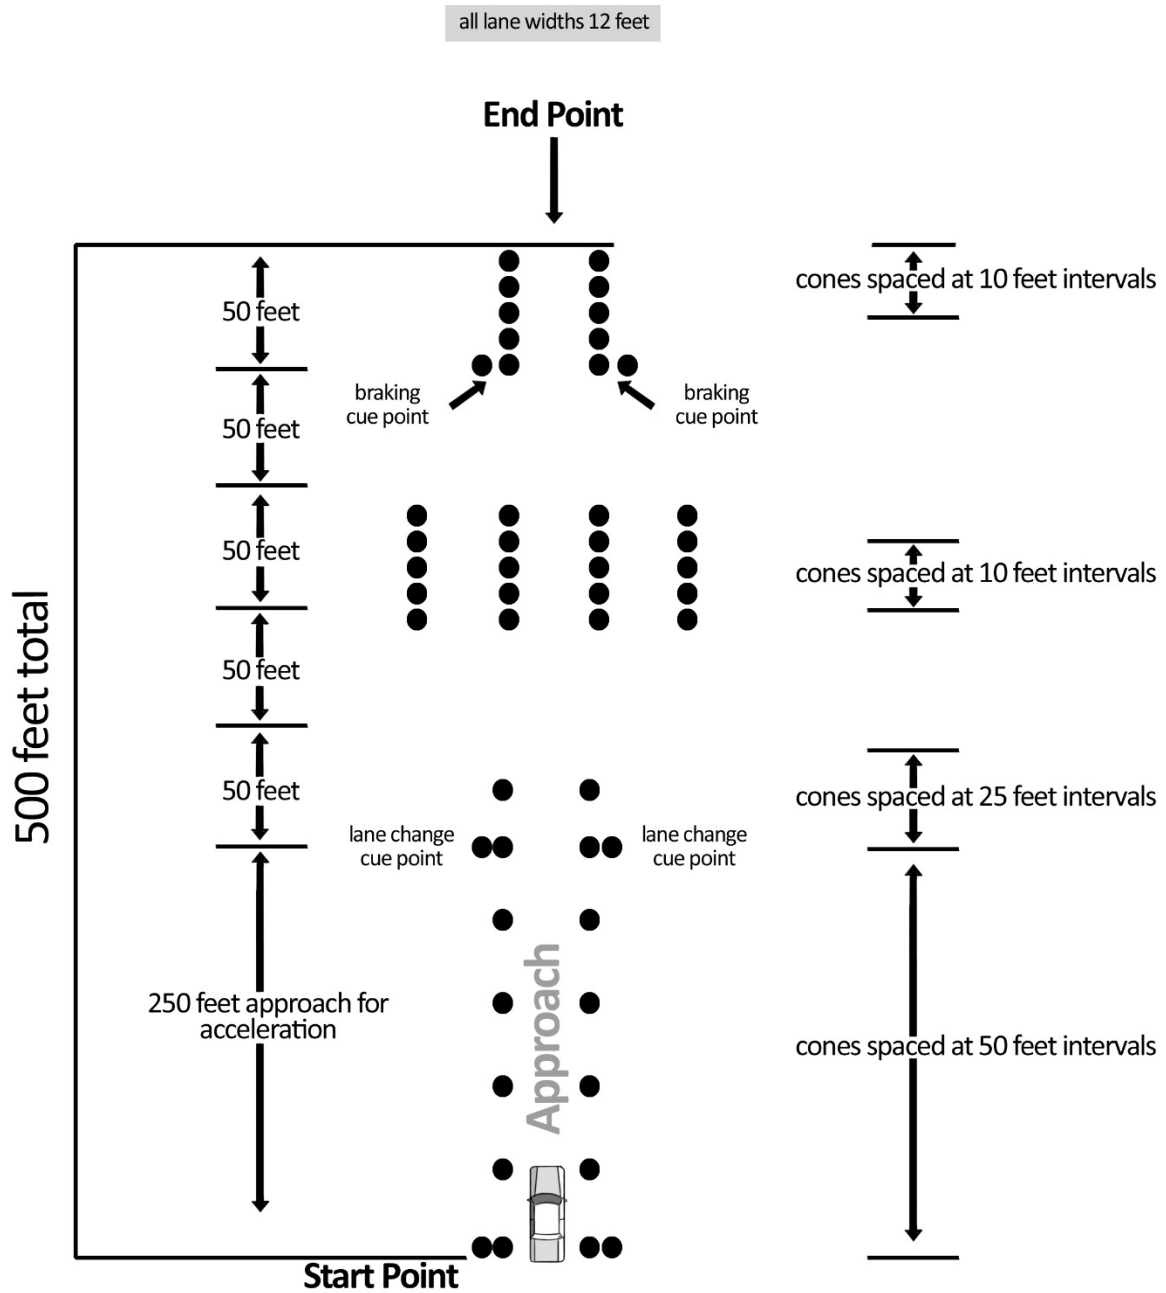 all lane widths 12 feet
End Point
50 feet
cones spaced at 10 feet intervals
braking
cue point
braking
cue point
50 feet
50 feet
cones spaced at 10 feet intervals
500 feet total
50 feet
50 feet
cones spaced at 25 feet intervals
lane change
cue point
lane change
cue point
Approach
250 feet approach for
acceleration
cones spaced at 50 feet intervals
Start Point